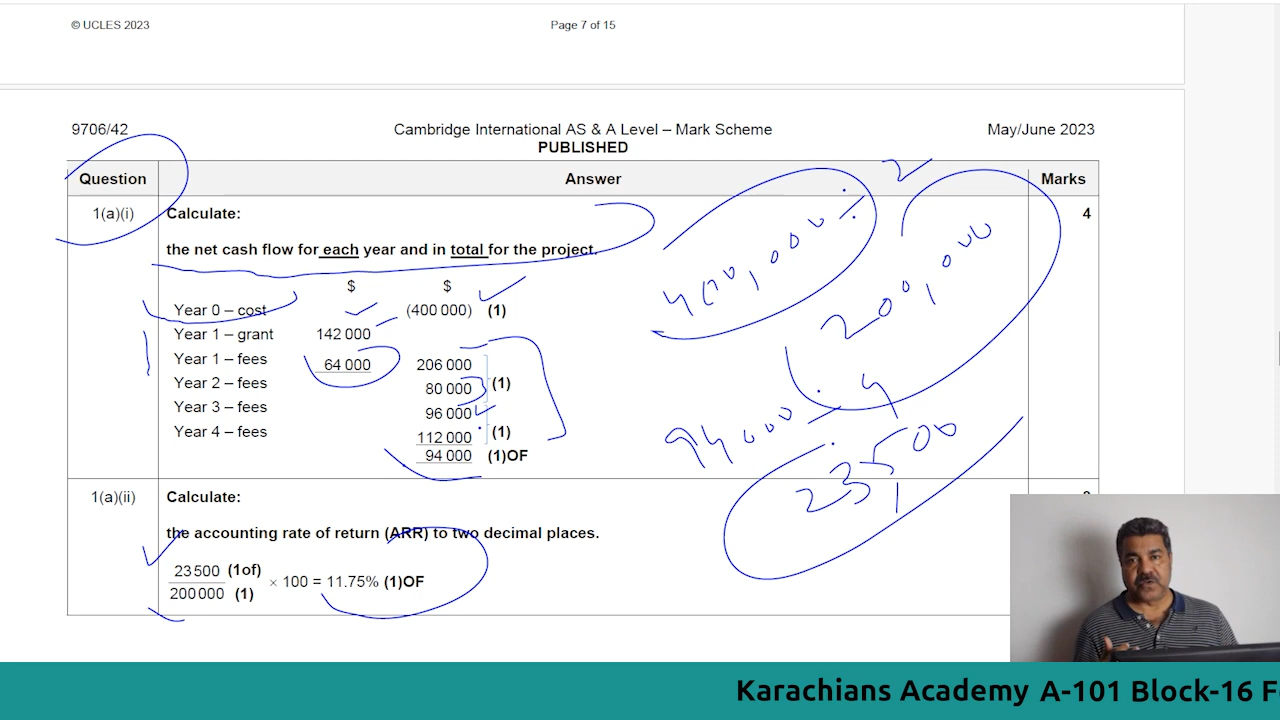 © UCLES 2023 Page 7 of 15
9706/42 Cambridge International AS & A Level – Mark Scheme May/June 2023
PUBLISHED
Question Answer Marks
1(a)(i) Calculate: 4
the net cash flow for each year and in total for the project.
$ $
Year 0 – cost (400 000) (1)
Year 1 – grant 142 000
Year 1 – fees 64 000 206 000
Year 2 – fees 80 000 (1)
Year 3 – fees 96 000
Year 4 – fees 112 000 (1)
94 000 (1)OF
400,000 ÷ 2
200,000
94000 ÷ 4
23,500
1(a)(ii) Calculate:
the accounting rate of return (ARR) to two decimal places.
23 500 (1of)
× 100 = 11.75% (1)OF
200 000 (1)
Karachians Academy A-101 Block-16